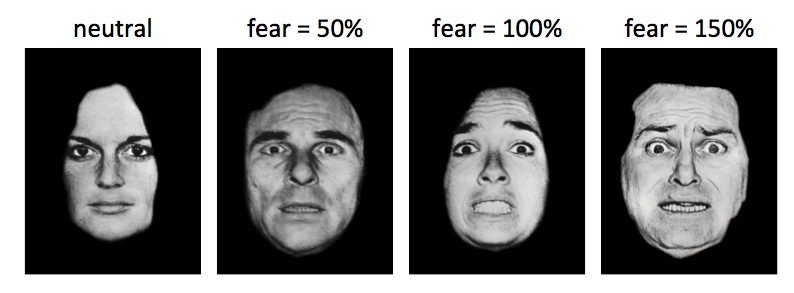 neutral
fear = 50%
fear = 100%
fear = 150%